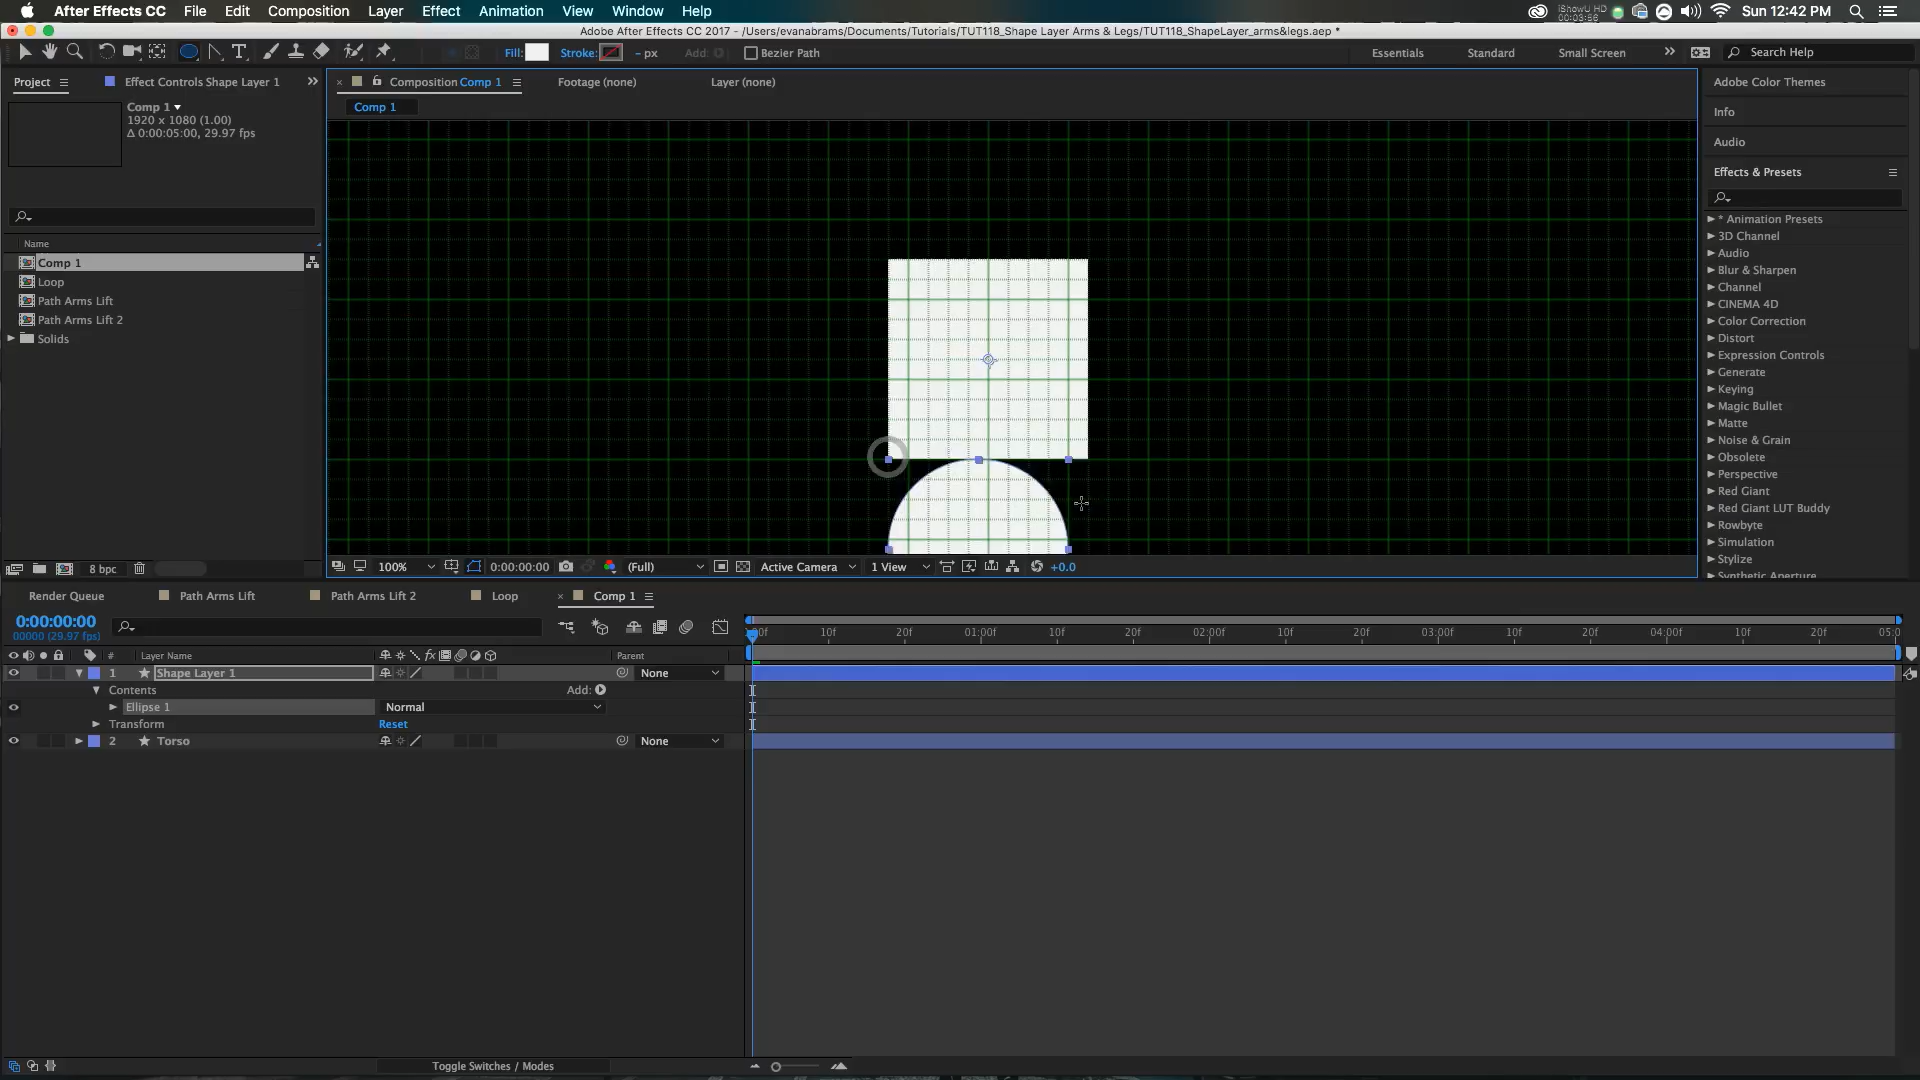 After Effects CC File Edit Composition Layer Effect Animation View Window Help
iShowU HD 00:03:56 Sun 12:42 PM
Adobe After Effects CC 2017 - /Users/evanabrams/Documents/Tutorials/TUT118_Shape Layer Arms & Legs/TUT118_ShapeLayer_arms&legs.aep *
Fill: Stroke: - px Add: Bezier Path Essentials Standard Small Screen Search Help
Project Effect Controls Shape Layer 1
Composition Comp 1 Footage (none) Layer (none)
Comp 1
Comp 1
1920 x 1080 (1.00)
Δ 0:00:05:00, 29.97 fps
Name
Comp 1
Loop
Path Arms Lift
Path Arms Lift 2
Solids
8 bpc
100% 0:00:00:00 (Full) Active Camera 1 View +0.0
Adobe Color Themes
Info
Audio
Effects & Presets
* Animation Presets
3D Channel
Audio
Blur & Sharpen
Channel
CINEMA 4D
Color Correction
Distort
Expression Controls
Generate
Keying
Magic Bullet
Matte
Noise & Grain
Obsolete
Perspective
Red Giant
Red Giant LUT Buddy
Rowbyte
Simulation
Stylize
Synthetic Aperture
Render Queue Path Arms Lift Path Arms Lift 2 Loop Comp 1
0:00:00:00
00000 (29.97 fps)
10f 20f 01:00f 10f 20f 02:00f 10f 20f 03:00f 10f 20f 04:00f 10f 20f 05:0
# Layer Name fx Parent
1 Shape Layer 1 None
Contents Add:
Ellipse 1 Normal
Transform Reset
2 Torso None
Toggle Switches / Modes